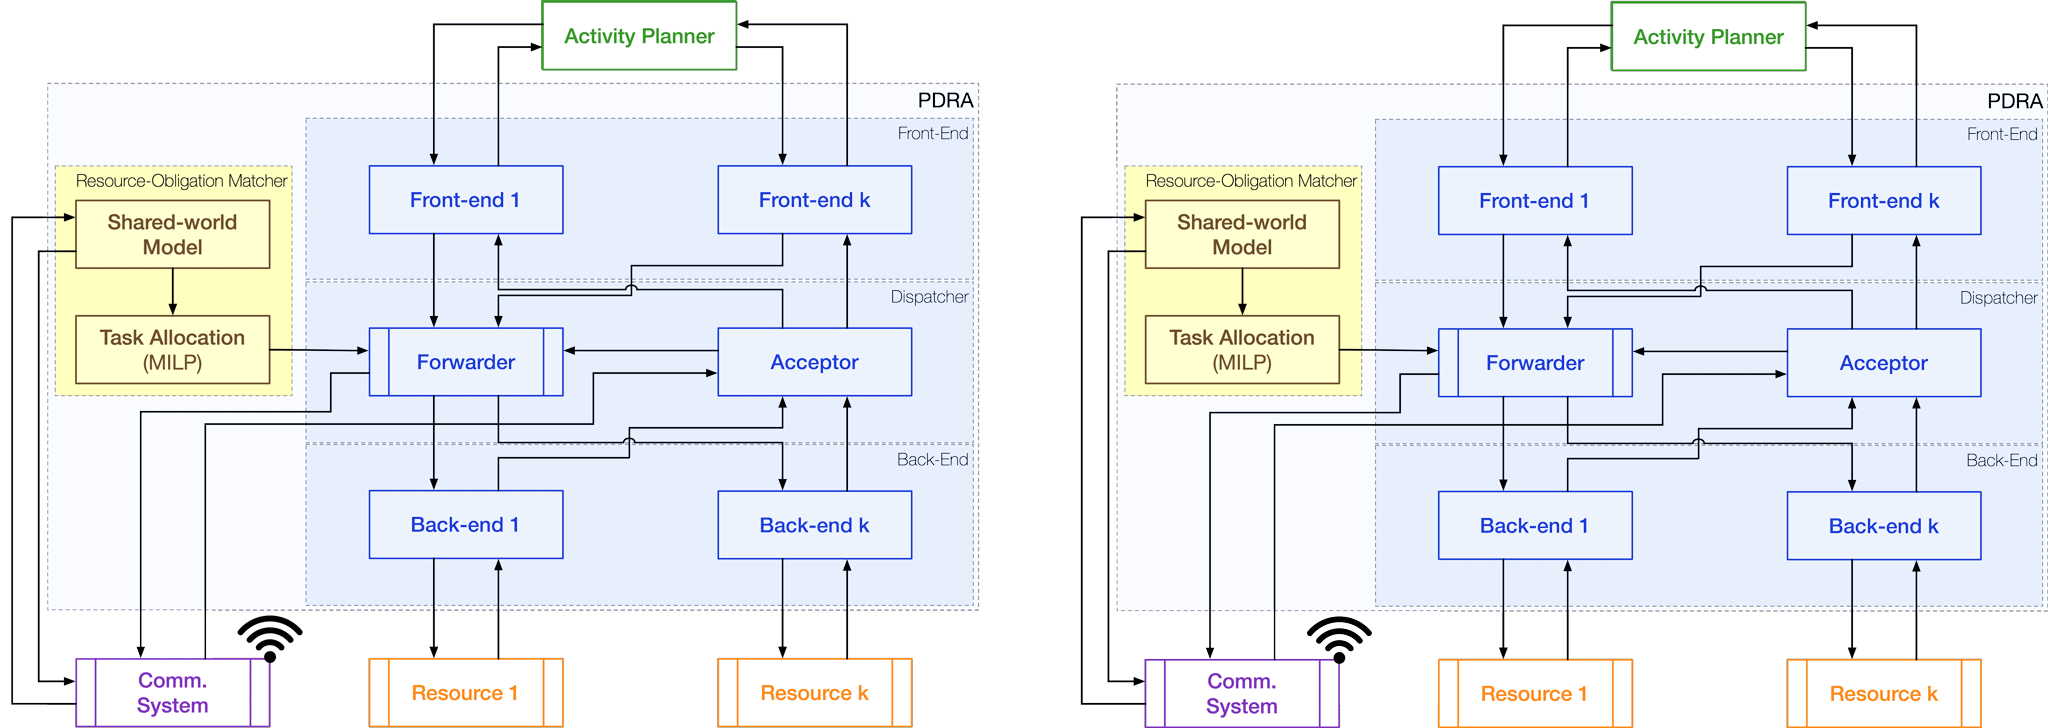 Activity Planner
PDRA
Front-End
Resource-Obligation Matcher
Shared-world
Model
Front-end 1
Front-end k
Dispatcher
Task Allocation
(MILP)
Forwarder
Acceptor
Back-End
Back-end 1
Back-end k
Comm.
System
Resource 1
Resource k
Activity Planner
PDRA
Front-End
Resource-Obligation Matcher
Shared-world
Model
Front-end 1
Front-end k
Dispatcher
Task Allocation
(MILP)
Forwarder
Acceptor
Back-End
Back-end 1
Back-end k
Comm.
System
Resource 1
Resource k